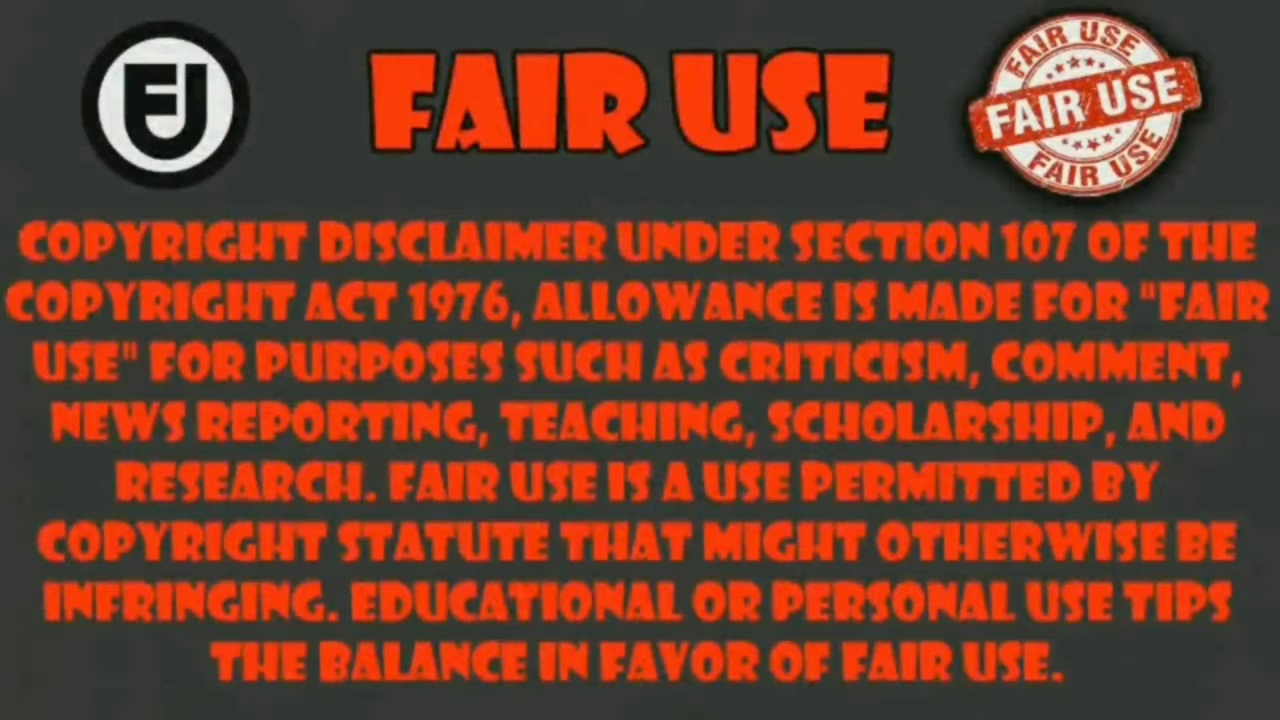 FJ
FAIR USE
FAIR USE
FAIR USE
FAIR USE
COPYRIGHT DISCLAIMER UNDER SECTION 107 OF THE
COPYRIGHT ACT 1976, ALLOWANCE IS MADE FOR "FAIR
USE" FOR PURPOSES SUCH AS CRITICISM, COMMENT,
NEWS REPORTING, TEACHING, SCHOLARSHIP, AND
RESEARCH. FAIR USE IS A USE PERMITTED BY
COPYRIGHT STATUTE THAT MIGHT OTHERWISE BE
INFRINGING. EDUCATIONAL OR PERSONAL USE TIPS
THE BALANCE IN FAVOR OF FAIR USE.